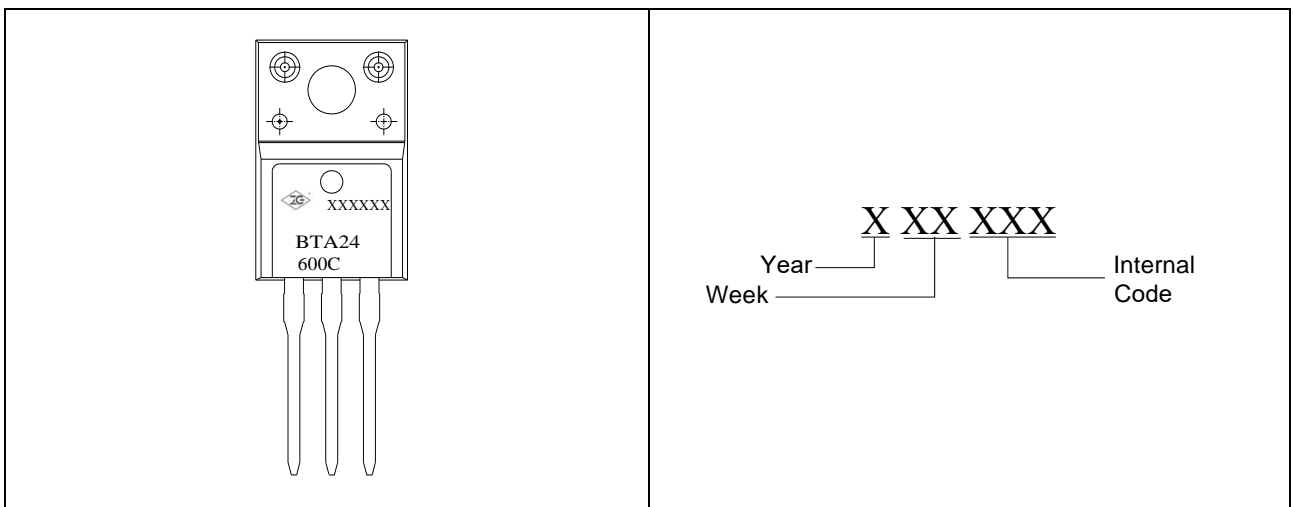 XXXXXX
BTA24
600C
X XX XXX
Year
Week
Internal
Code